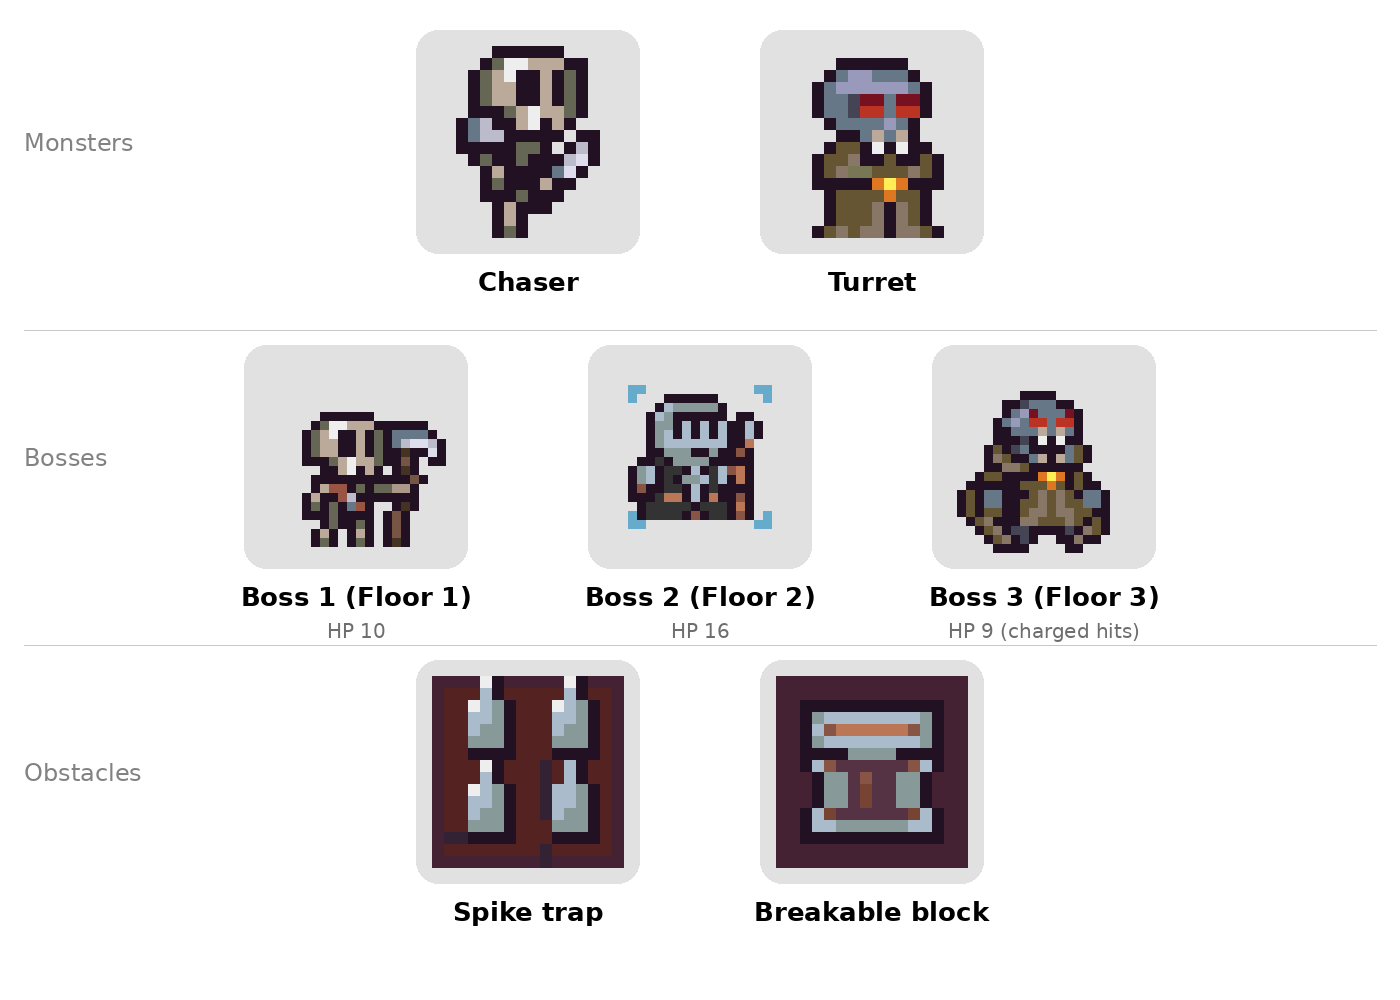 Monsters
Chaser
Turret
Bosses
Boss 1 (Floor 1)
Boss 2 (Floor 2)
Boss 3 (Floor 3)
HP 10
HP 16
HP 9 (charged hits)
Obstacles
Spike trap
Breakable block